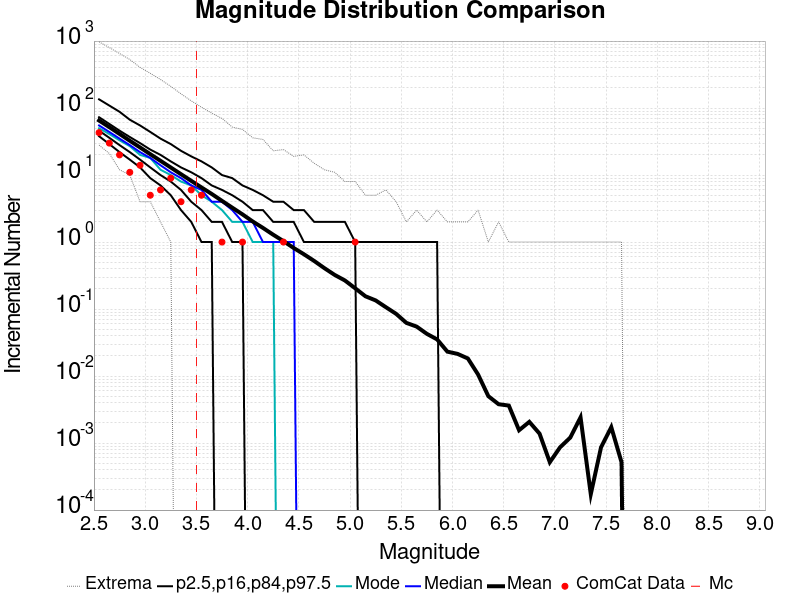 Magnitude Distribution Comparison
10^3
10^2
10^1
10^0
10^-1
10^-2
10^-3
10^-4
Incremental Number
2.5 3.0 3.5 4.0 4.5 5.0 5.5 6.0 6.5 7.0 7.5 8.0 8.5 9.0
Magnitude
Extrema p2.5,p16,p84,p97.5 Mode Median Mean ComCat Data Mc